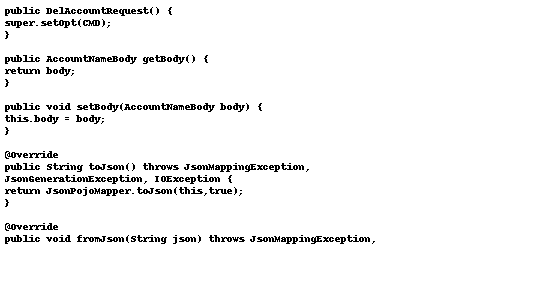 public DelAccountRequest() {
super.setOpt(CMD);
}
public AccountNameBody getBody() {
return body;
}
public void setBody(AccountNameBody body) {
this.body = body;
}
@Override
public String toJson() throws JsonMappingException,
JsonGenerationException, IOException {
return JsonPojoMapper.toJson(this,true);
}
@Override
public void fromJson(String json) throws JsonMappingException,